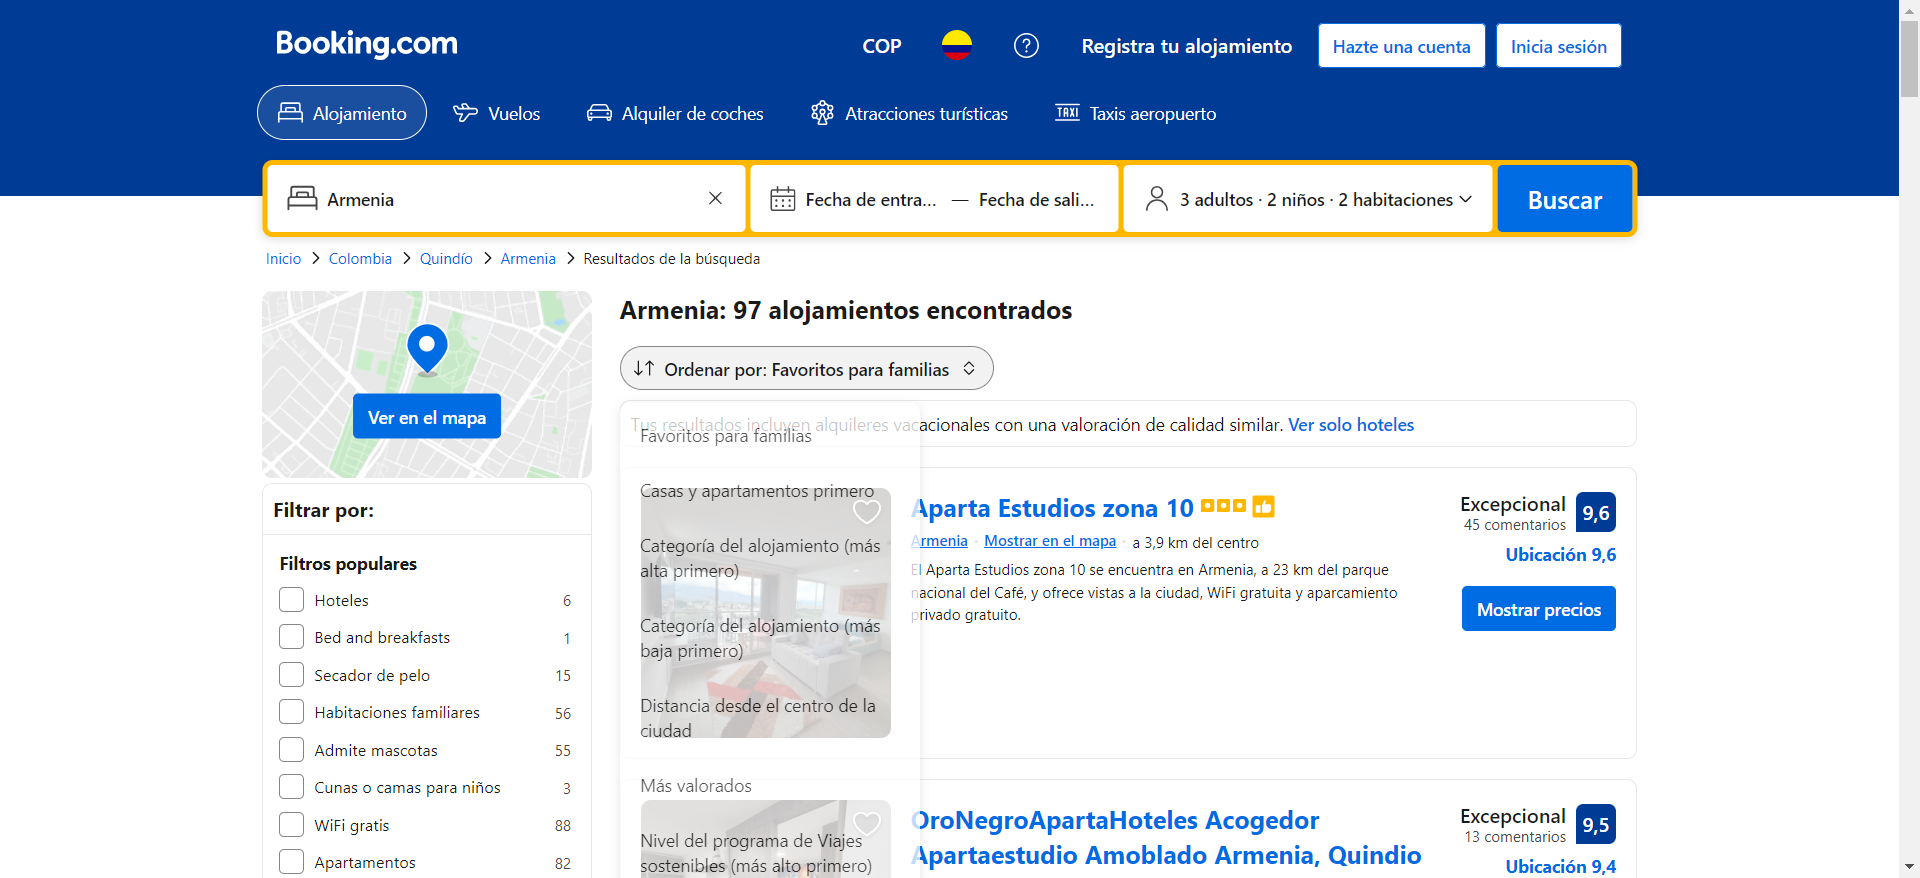 Booking.com
COP
Registra tu alojamiento
Hazte una cuenta
Inicia sesión
Alojamiento
Vuelos
Alquiler de coches
Atracciones turísticas
TAXI
Taxis aeropuerto
Armenia
Fecha de entra... — Fecha de sali...
3 adultos · 2 niños · 2 habitaciones
Buscar
Inicio
Colombia
Quindío
Armenia
Resultados de la búsqueda
Ver en el mapa
Filtrar por:
Filtros populares
Hoteles 6
Bed and breakfasts 1
Secador de pelo 15
Habitaciones familiares 56
Admite mascotas 55
Cunas o camas para niños 3
WiFi gratis 88
Apartamentos 82
Armenia: 97 alojamientos encontrados
Ordenar por: Favoritos para familias
Tus resultados incluyen alquileres vacacionales con una valoración de calidad similar. Ver solo hoteles
Favoritos para familias
Casas y apartamentos primero
Categoría del alojamiento (más
alta primero)
Categoría del alojamiento (más
baja primero)
Distancia desde el centro de la
ciudad
Más valorados
Nivel del programa de Viajes
sostenibles (más alto primero)
Aparta Estudios zona 10
Armenia · Mostrar en el mapa · a 3,9 km del centro
El Aparta Estudios zona 10 se encuentra en Armenia, a 23 km del parque
nacional del Café, y ofrece vistas a la ciudad, WiFi gratuita y aparcamiento
privado gratuito.
Excepcional
45 comentarios
9,6
Ubicación 9,6
Mostrar precios
OroNegroApartaHoteles Acogedor
Apartaestudio Amoblado Armenia, Quindio
Excepcional
13 comentarios
9,5
Ubicación 9,4